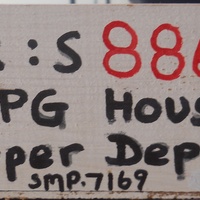 : S 886
PG Hous
per Dep
SMP.7169